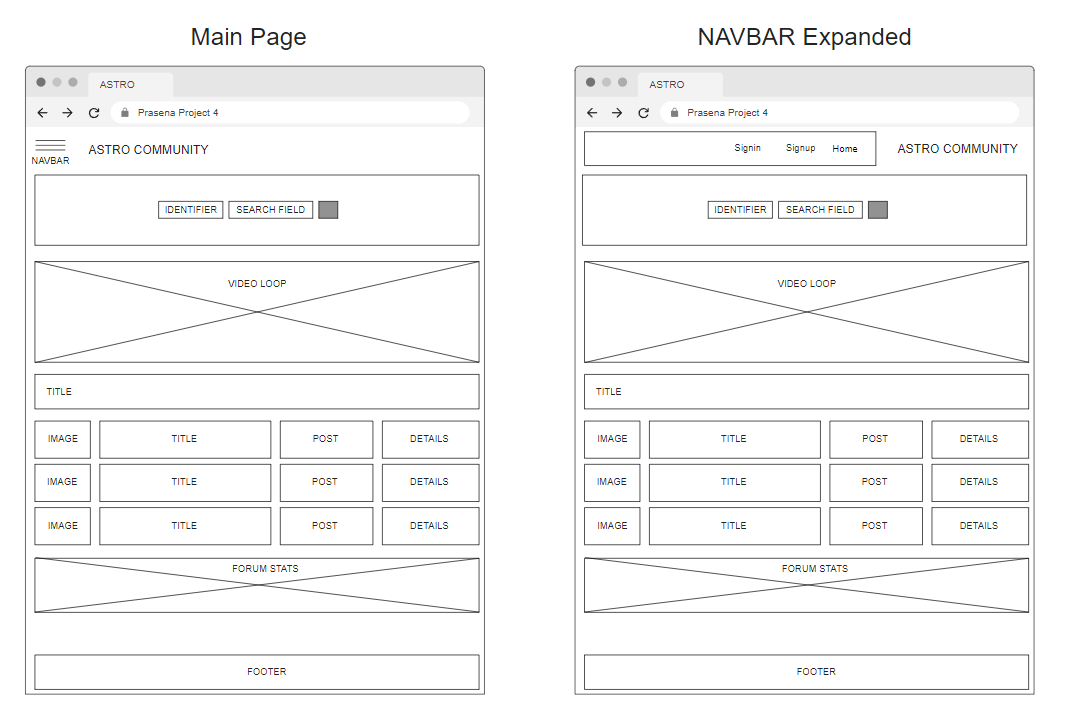 Main Page
ASTRO
Prasena Project 4
NAVBAR
ASTRO COMMUNITY
IDENTIFIER SEARCH FIELD
VIDEO LOOP
TITLE
IMAGE TITLE POST DETAILS
IMAGE TITLE POST DETAILS
IMAGE TITLE POST DETAILS
FORUM STATS
FOOTER
NAVBAR Expanded
ASTRO
Prasena Project 4
Signin Signup Home ASTRO COMMUNITY
IDENTIFIER SEARCH FIELD
VIDEO LOOP
TITLE
IMAGE TITLE POST DETAILS
IMAGE TITLE POST DETAILS
IMAGE TITLE POST DETAILS
FORUM STATS
FOOTER